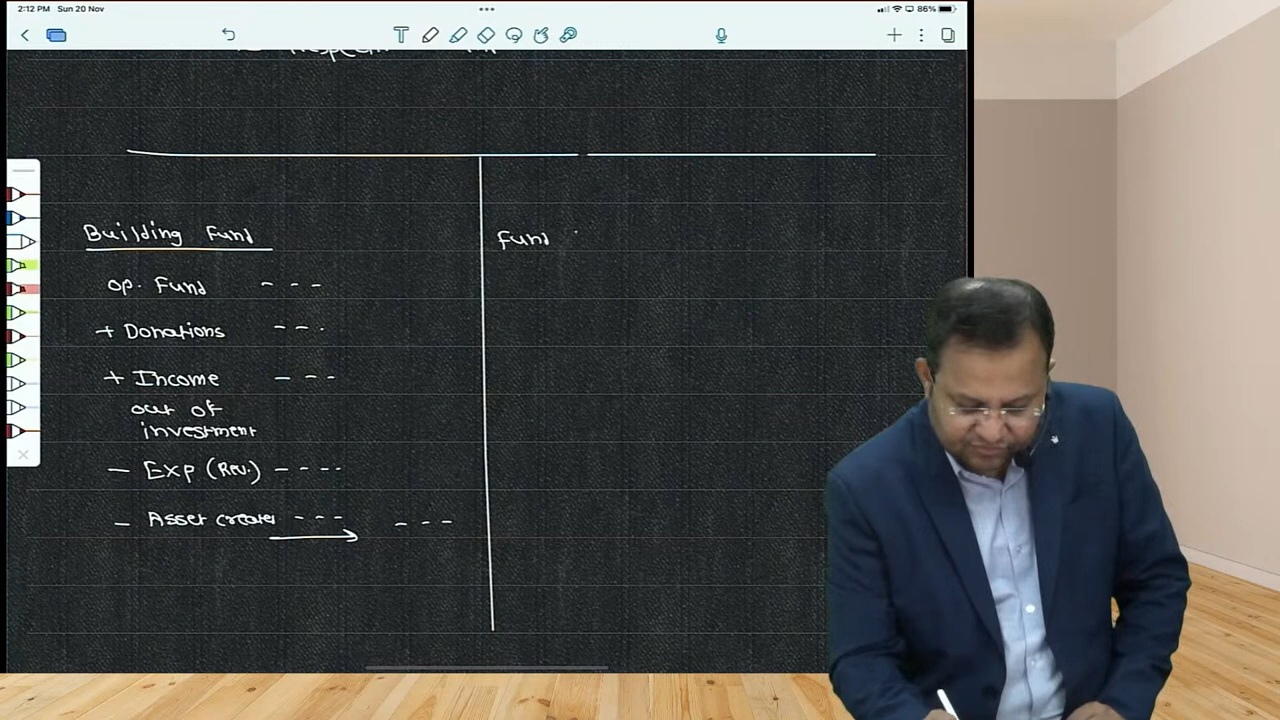 2:12 PM Sun 20 Nov
86%
Building Fund
Fund
Op. Fund - - -
+ Donations - - -
+ Income - - -
out of
investment
- Exp (Rev.) - - - -
- Asset created - - - - - -